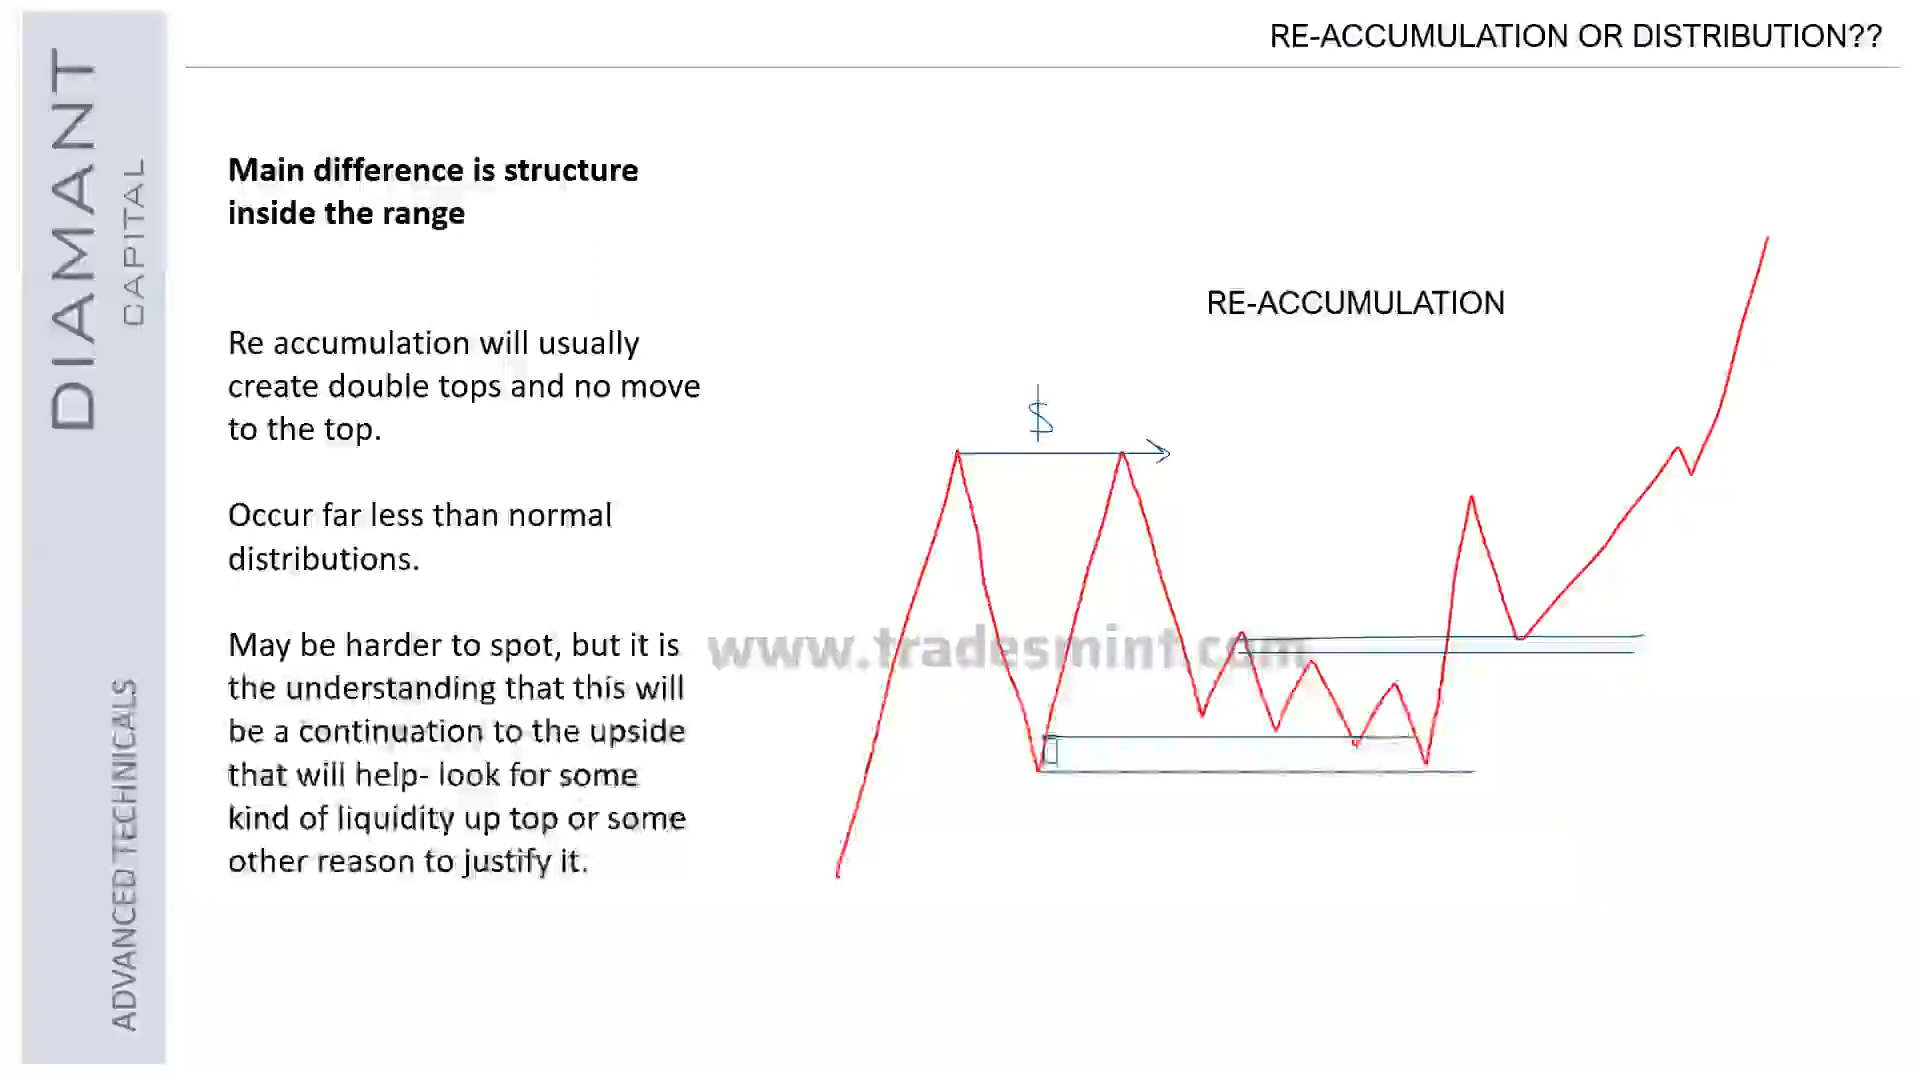 RE-ACCUMULATION OR DISTRIBUTION??
DIAMANT
CAPITAL
ADVANCED TECHNICALS
Main difference is structure
inside the range
Re accumulation will usually
create double tops and no move
to the top.
Occur far less than normal
distributions.
May be harder to spot, but it is
the understanding that this will
be a continuation to the upside
that will help- look for some
kind of liquidity up top or some
other reason to justify it.
RE-ACCUMULATION
$
www.tradesmint.com